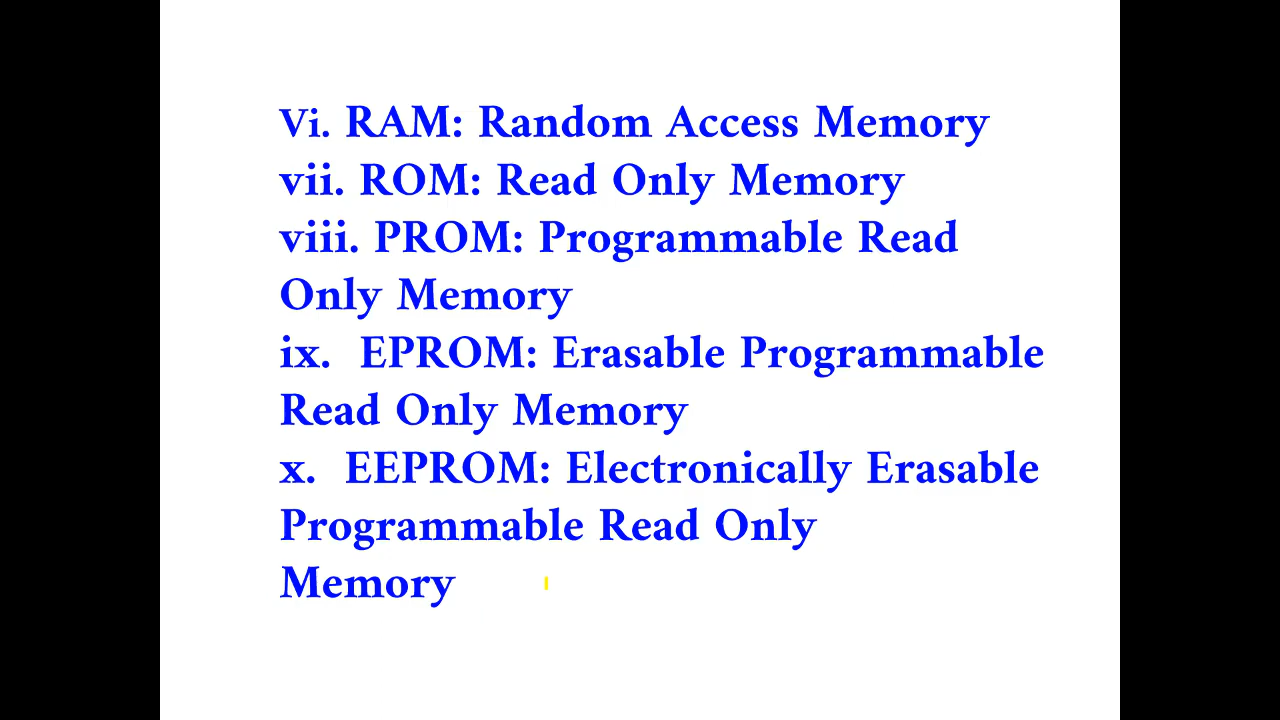 Vi. RAM: Random Access Memory
vii. ROM: Read Only Memory
viii. PROM: Programmable Read
Only Memory
ix. EPROM: Erasable Programmable
Read Only Memory
x. EEPROM: Electronically Erasable
Programmable Read Only
Memory